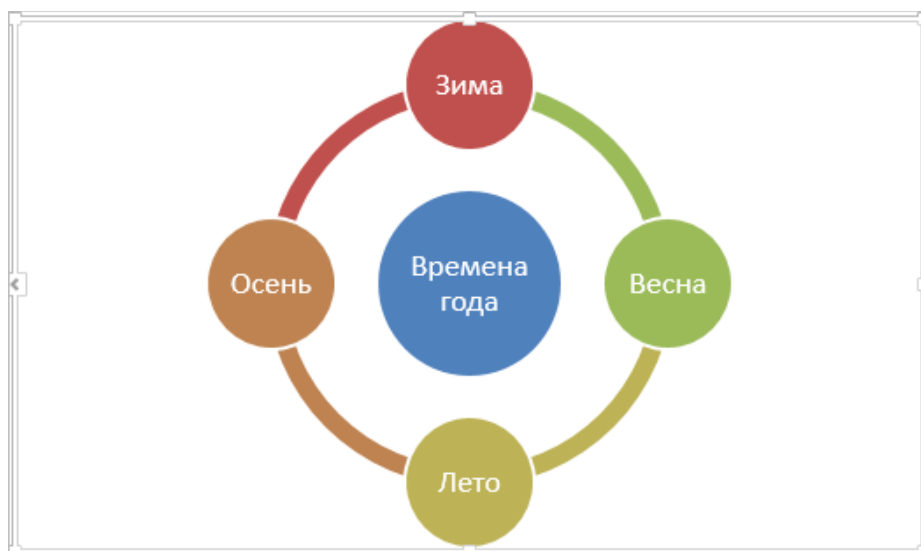 Зима
Осень
Времена
года
Весна
Лето